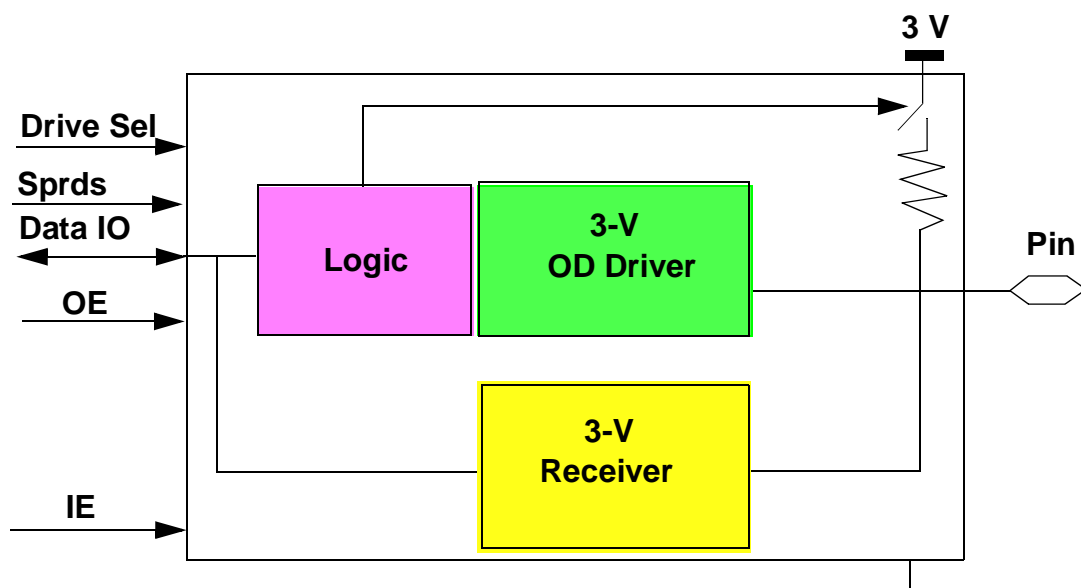 3 V
Drive Sel
Sprds
Data IO
OE
IE
Logic
3-V
OD Driver
3-V
Receiver
Pin